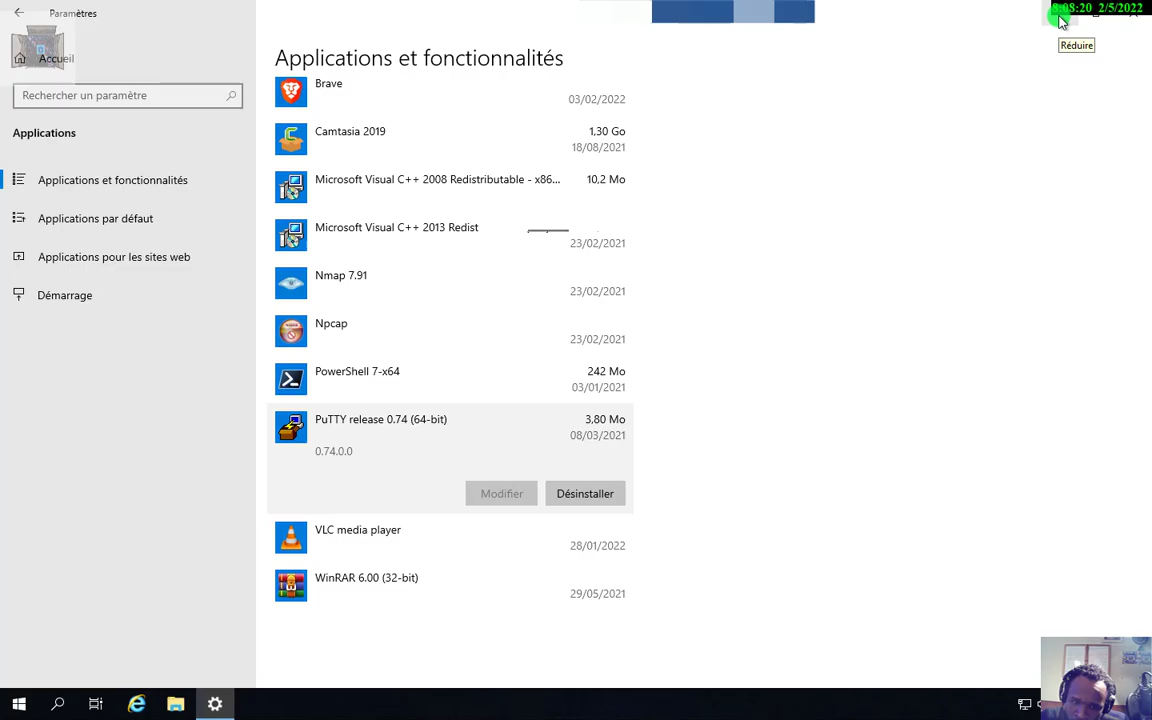 Paramètres
8:08:20 2/5/2022
Réduire
Accueil
Rechercher un paramètre
Applications
Applications et fonctionnalités
Applications par défaut
Applications pour les sites web
Démarrage
Applications et fonctionnalités
Brave
03/02/2022
Camtasia 2019
1,30 Go
18/08/2021
Microsoft Visual C++ 2008 Redistributable - x86...
10,2 Mo
Microsoft Visual C++ 2013 Redist
23/02/2021
Nmap 7.91
23/02/2021
Npcap
23/02/2021
PowerShell 7-x64
242 Mo
03/01/2021
PuTTY release 0.74 (64-bit)
3,80 Mo
08/03/2021
0.74.0.0
Modifier
Désinstaller
VLC media player
28/01/2022
WinRAR 6.00 (32-bit)
29/05/2021